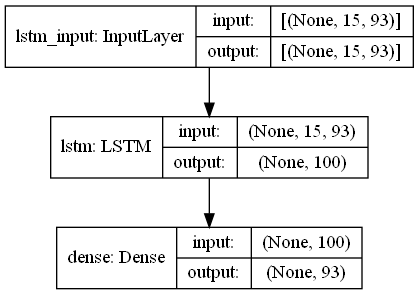 lstm_input: InputLayer
input: [(None, 15, 93)]
output: [(None, 15, 93)]
lstm: LSTM
input: (None, 15, 93)
output: (None, 100)
dense: Dense
input: (None, 100)
output: (None, 93)